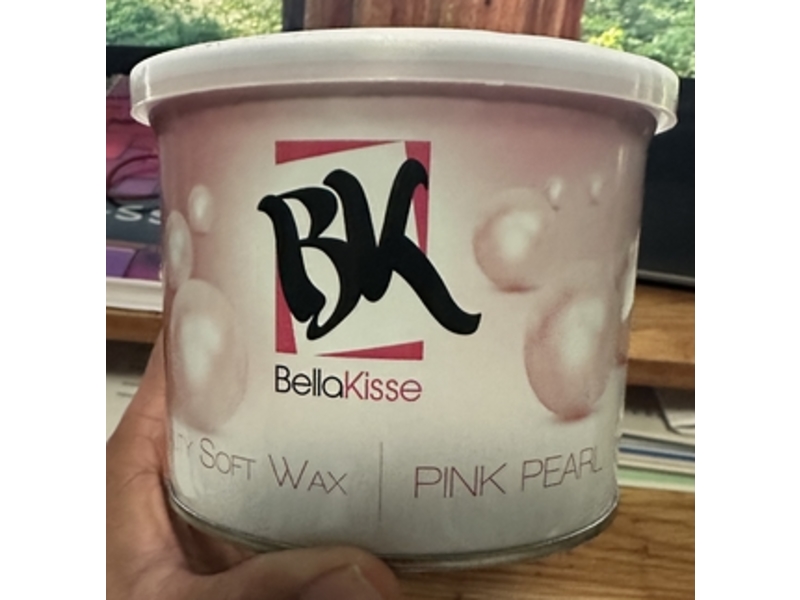 BK
BellaKisse
Soft Wax | PINK PEARL